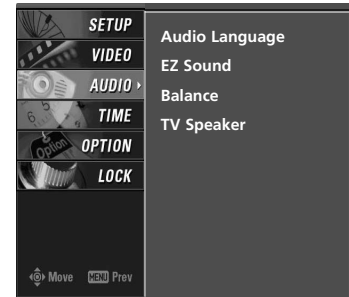 SETUP
VIDEO
AUDIO
TIME
OPTION
LOCK
Move MENU Prev
Audio Language
EZ Sound
Balance
TV Speaker